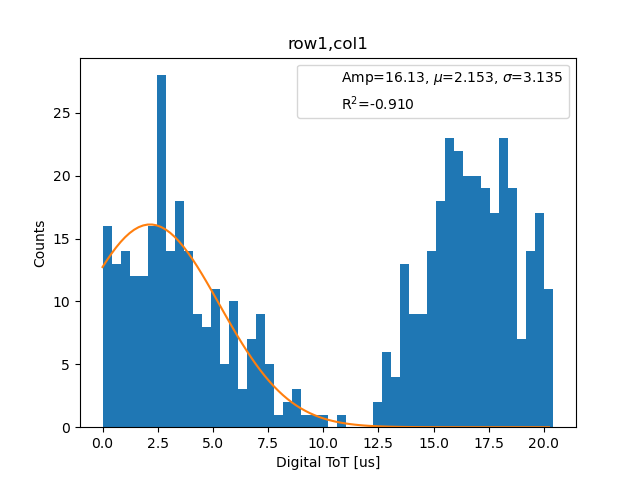 row1,col1
Amp=16.13, μ=2.153, σ=3.135
R²=-0.910
Counts
25
20
15
10
5
0
0.0 2.5 5.0 7.5 10.0 12.5 15.0 17.5 20.0
Digital ToT [us]